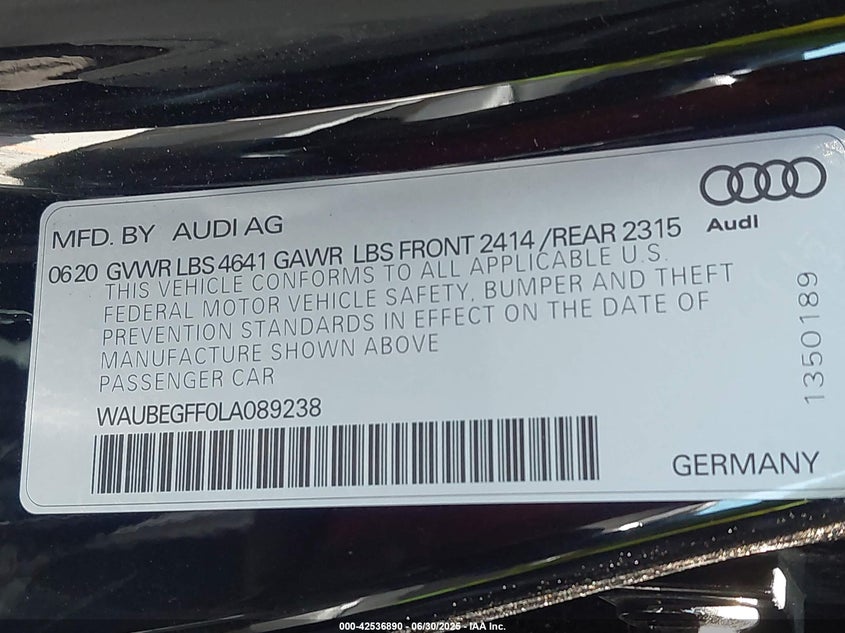 MFD. BY AUDI AG
Audi
0620 GVWR LBS 4641 GAWR LBS FRONT 2414 /REAR 2315
THIS VEHICLE CONFORMS TO ALL APPLICABLE U.S.
FEDERAL MOTOR VEHICLE SAFETY, BUMPER AND THEFT
PREVENTION STANDARDS IN EFFECT ON THE DATE OF
MANUFACTURE SHOWN ABOVE
PASSENGER CAR
WAUBEGFF0LA089238
1350189
GERMANY
000-42536890 - 06/30/2025 - IAA Inc.